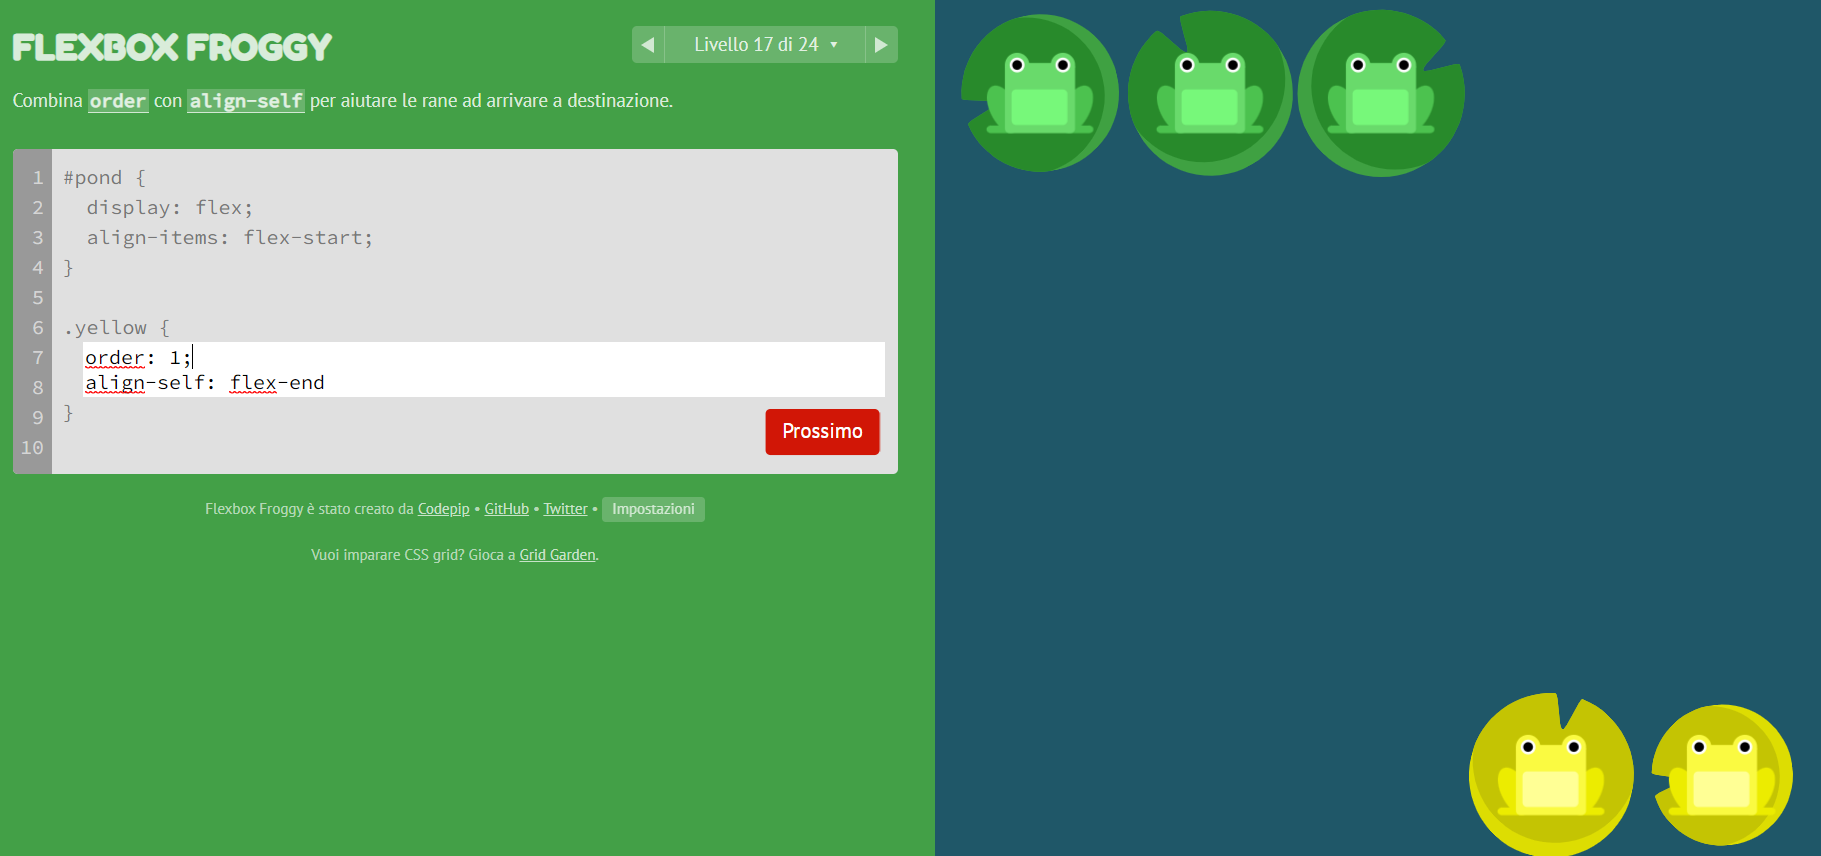 FLEXBOX FROGGY
Livello 17 di 24
Combina order con align-self per aiutare le rane ad arrivare a destinazione.
1 #pond {
2 display: flex;
3 align-items: flex-start;
4 }
5
6 .yellow {
7 order: 1;
8 align-self: flex-end
9 }
10
Prossimo
Flexbox Froggy è stato creato da Codepip • GitHub • Twitter • Impostazioni
Vuoi imparare CSS grid? Gioca a Grid Garden.